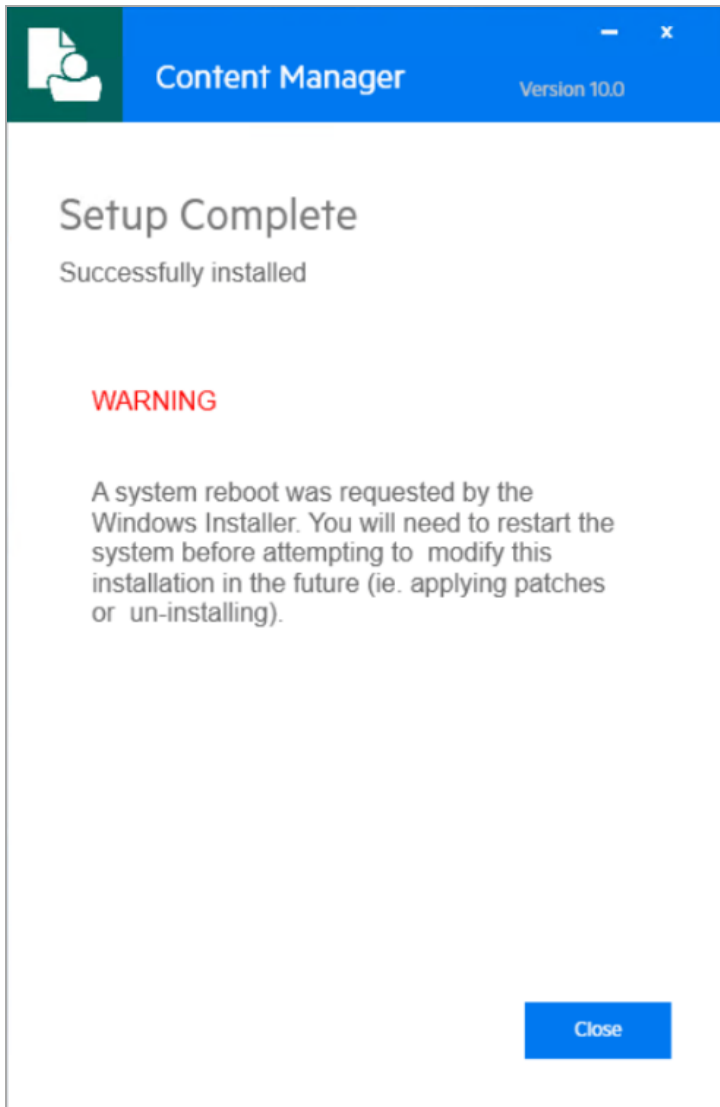 Content Manager
Version 10.0
Setup Complete
Successfully installed
WARNING
A system reboot was requested by the
Windows Installer. You will need to restart the
system before attempting to  modify this
installation in the future (ie. applying patches
or  un-installing).
Close